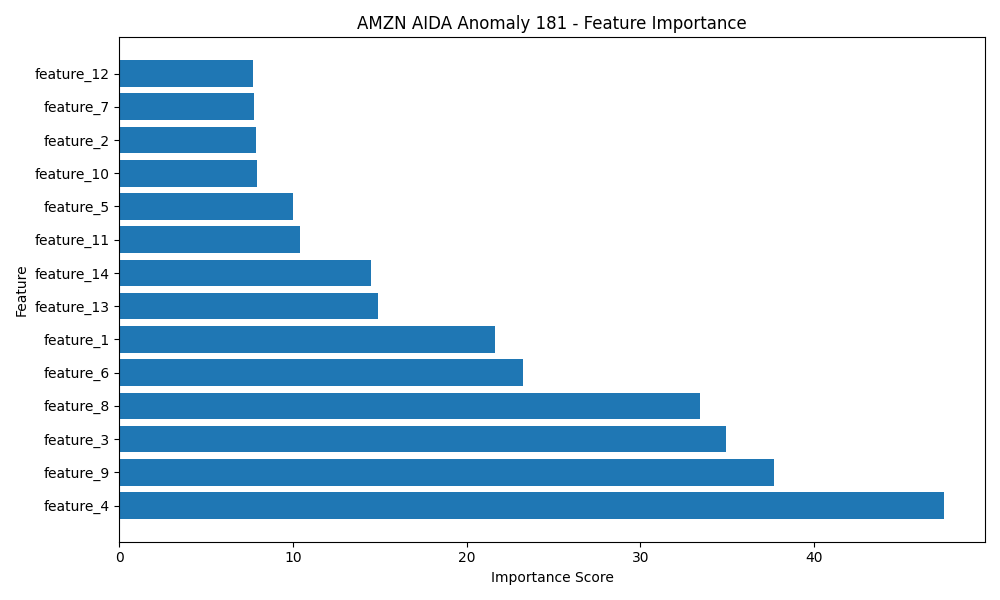 AMZN AIDA Anomaly 181 - Feature Importance
feature_12
feature_7
feature_2
feature_10
feature_5
feature_11
feature_14
feature_13
feature_1
feature_6
feature_8
feature_3
feature_9
feature_4
Feature
0 10 20 30 40
Importance Score